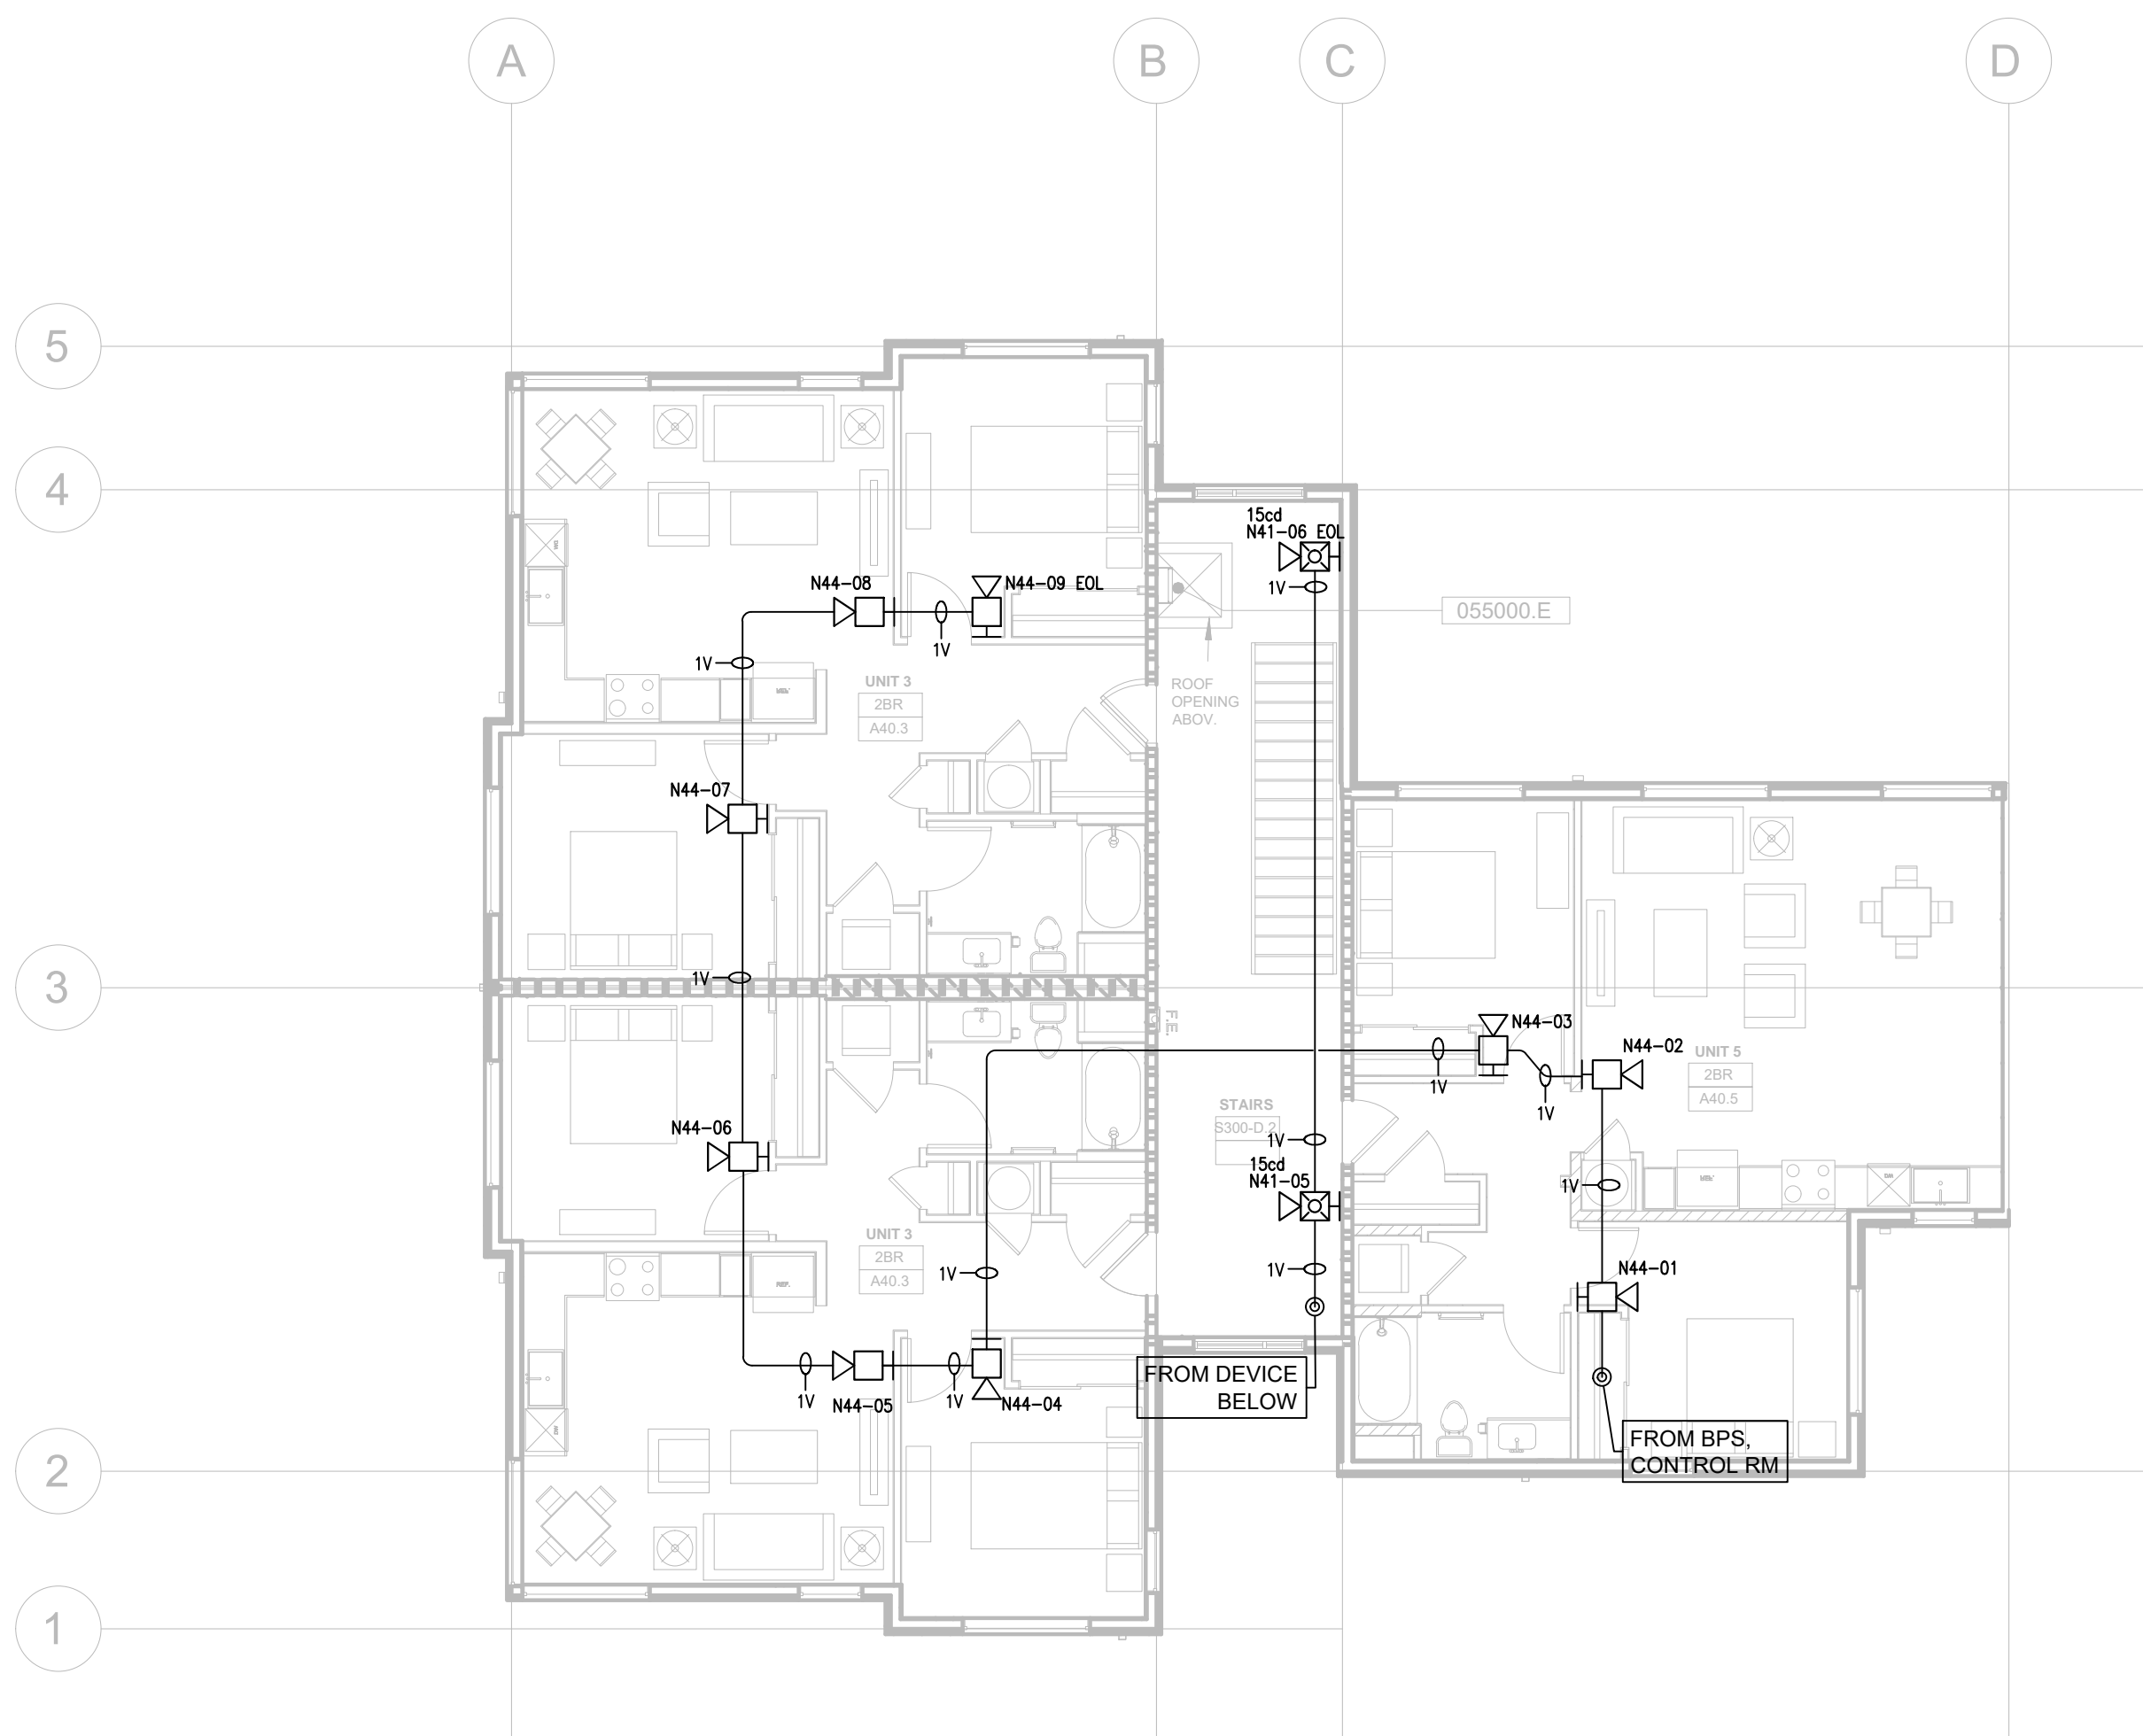 A
B
C
D
5
4
15cd
N41-06 EOL
1V
N44-08
N44-09 EOL
055000.E
1V
1V
UNIT 3
2BR
A40.3
ROOF
OPENING
ABOV.
N44-07
1V
3
F.E.
N44-03
N44-02
UNIT 5
2BR
A40.5
1V
1V
STAIRS
S300-D.2
N44-06
1V
15cd
N41-05
1V
UNIT 3
2BR
A40.3
1V
1V
N44-01
REF.
FROM DEVICE
BELOW
1V
1V
N44-05
N44-04
DW
FROM BPS,
CONTROL RM
2
1